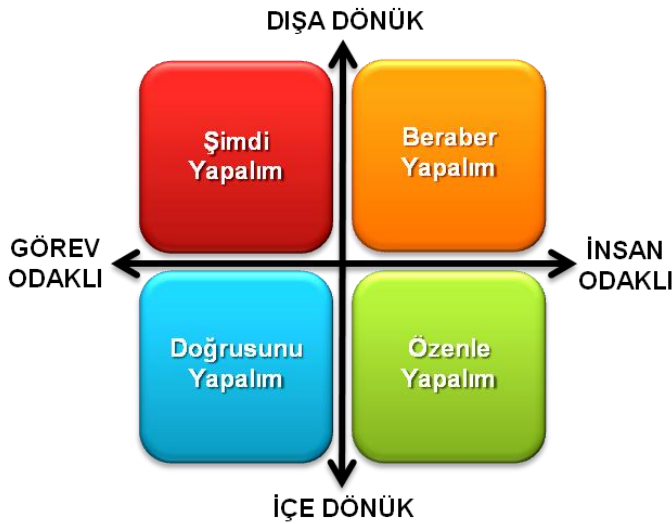 DIŞA DÖNÜK
Şimdi
Yapalım
Beraber
Yapalım
GÖREV
ODAKLI
İNSAN
ODAKLI
Doğrusunu
Yapalım
Özenle
Yapalım
İÇE DÖNÜK